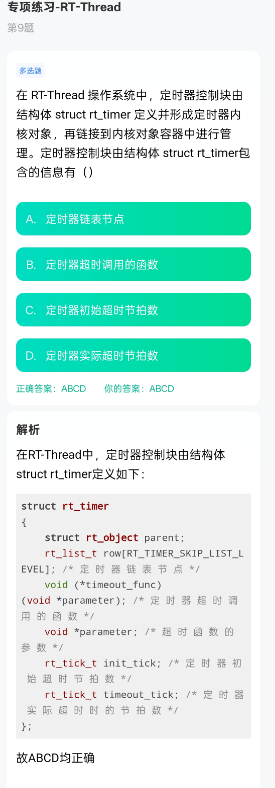 专项练习-RT-Thread
第9题
多选题
在 RT-Thread 操作系统中，定时器控制块由
结构体 struct rt_timer 定义并形成定时器内
核对象，再链接到内核对象容器中进行管
理。定时器控制块由结构体 struct rt_timer包
含的信息有（）
A. 定时器链表节点
B. 定时器超时调用的函数
C. 定时器初始超时节拍数
D. 定时器实际超时节拍数
正确答案：ABCD 你的答案：ABCD
解析
在RT-Thread中，定时器控制块由结构体
struct rt_timer定义如下：
struct rt_timer
{
struct rt_object parent;
rt_list_t row[RT_TIMER_SKIP_LIST_L
EVEL]; /* 定 时 器 链 表 节 点 */
void (*timeout_func)
(void *parameter); /* 定 时 器 超 时 调
用 的 函 数 */
void *parameter; /* 超 时 函 数 的
参 数 */
rt_tick_t init_tick; /* 定 时 器 初
始 超 时 节 拍 数 */
rt_tick_t timeout_tick; /* 定 时 器
实 际 超 时 时 的 节 拍 数 */
};
故ABCD均正确